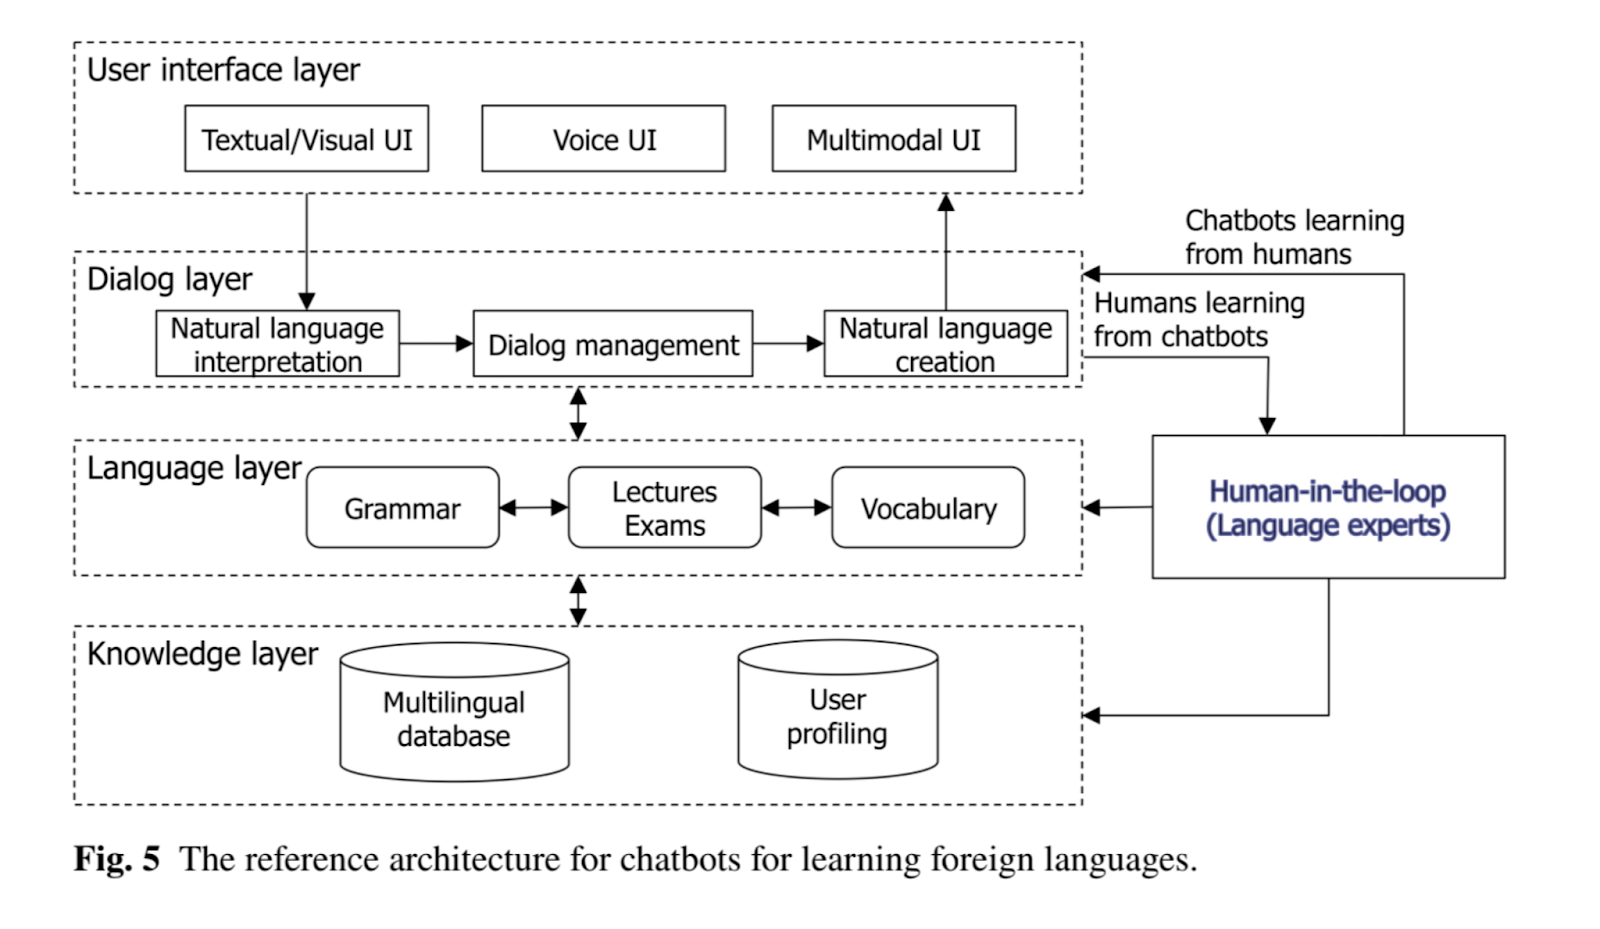 User interface layer
Textual/Visual UI
Voice UI
Multimodal UI
Chatbots learning
from humans
Dialog layer
Humans learning
from chatbots
Natural language
interpretation
Dialog management
Natural language
creation
Language layer
Grammar
Lectures
Exams
Vocabulary
Human-in-the-loop
(Language experts)
Knowledge layer
Multilingual
database
User
profiling
Fig. 5 The reference architecture for chatbots for learning foreign languages.